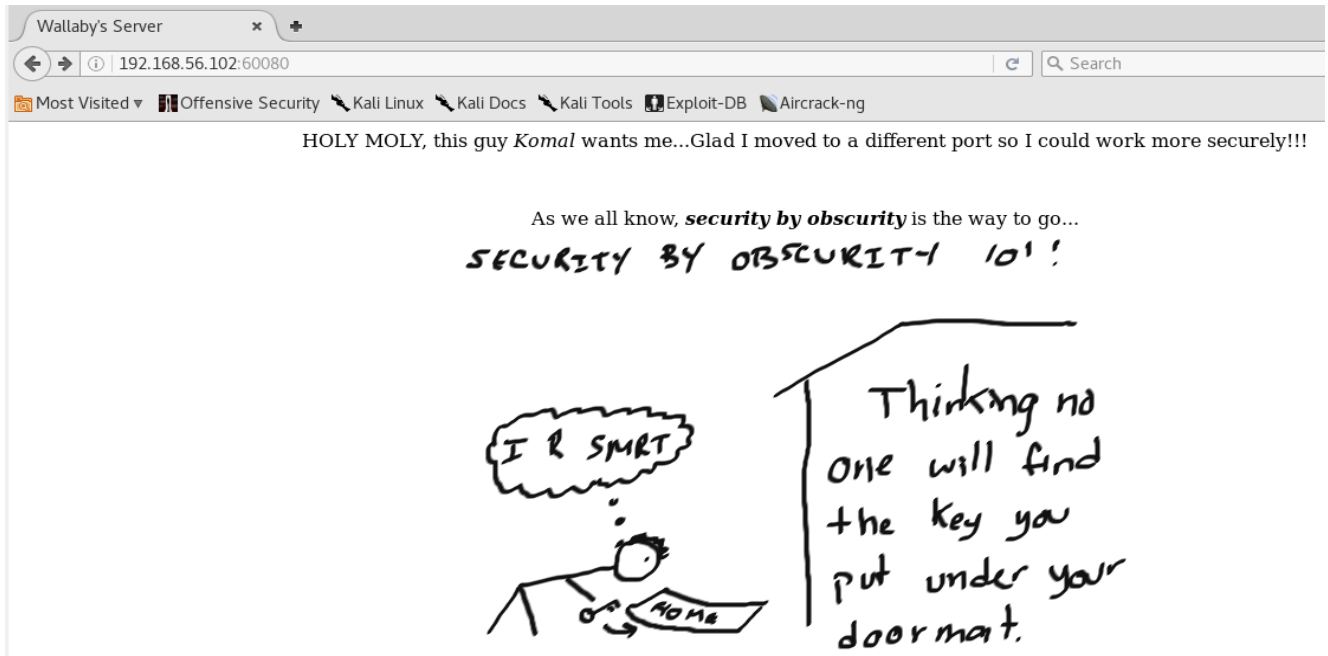 Wallaby's Server
192.168.56.102:60080
Search
Most Visited Offensive Security Kali Linux Kali Docs Kali Tools Exploit-DB Aircrack-ng
HOLY MOLY, this guy Komal wants me...Glad I moved to a different port so I could work more securely!!!
As we all know, security by obscurity is the way to go...
SECURITY BY OBSCURITY 101!
I R SMRT
HOME
Thinking no
one will find
the key you
put under your
doormat.